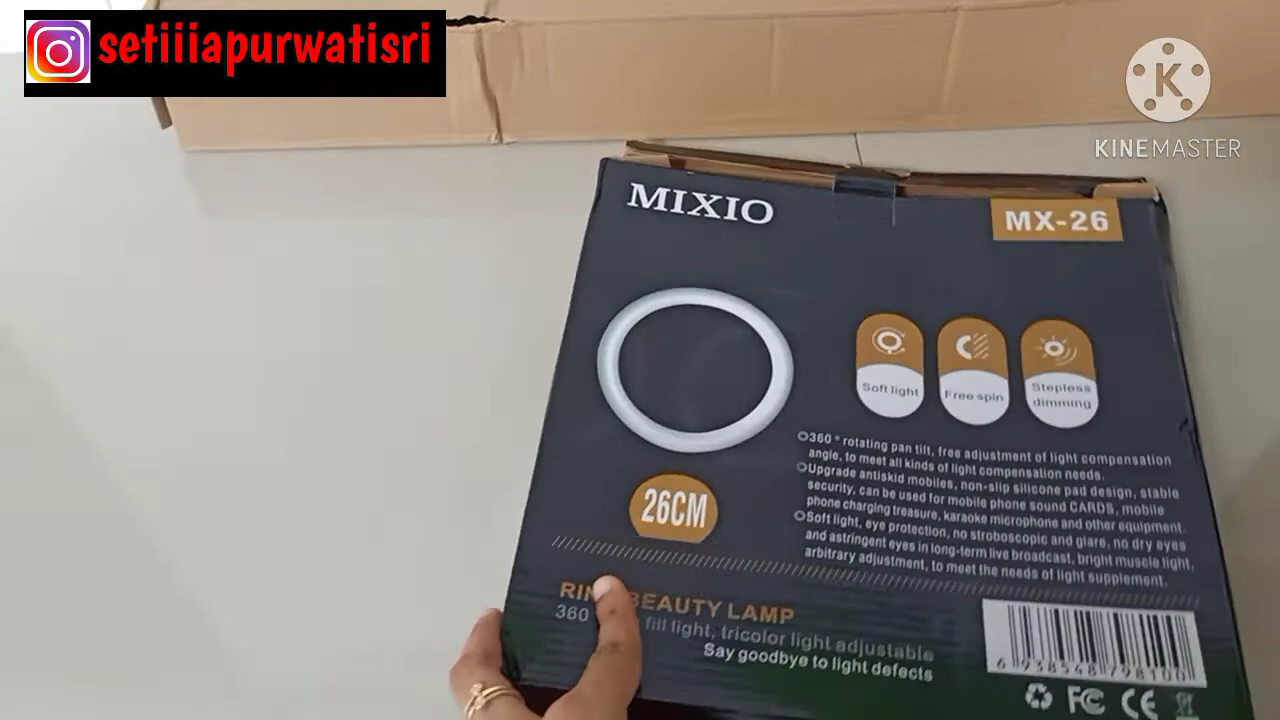 setiiiapurwatisri
KINEMASTER
MIXIO
MX-26
Soft light
Free spin
Stepless
dimming
360° rotating pan tilt, free adjustment of light compensation
angle, to meet all kinds of light compensation needs.
Upgrade antiskid mobiles, non-slip silicone pad design, stable
security, can be used for mobile phone sound CARDS, mobile
phone charging treasure, karaoke microphone and other equipment.
Soft light, eye protection, no stroboscopic and glare, no dry eyes
and astringent eyes in long-term live broadcast, bright muscle light,
arbitrary adjustment, to meet the needs of light supplement.
26CM
BEAUTY LAMP
360 fill light, tricolor light adjustable
Say goodbye to light defects
6 938548 798100
FC CE